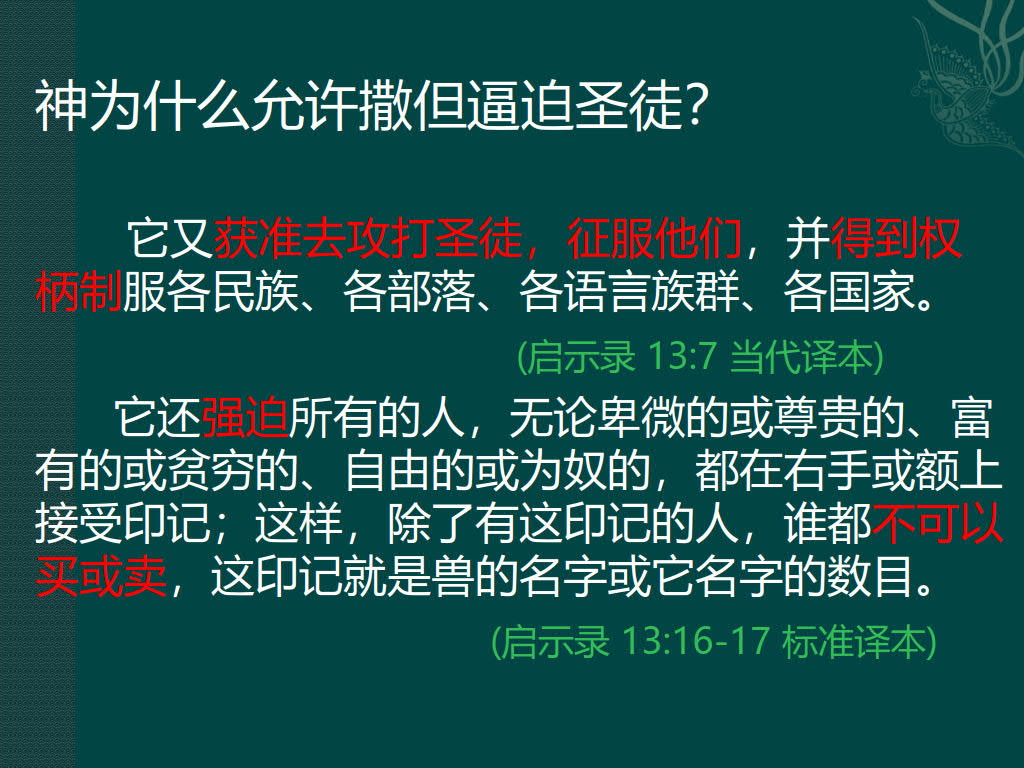 神为什么允许撒但逼迫圣徒？
它又获准去攻打圣徒，征服他们，并得到权
柄制服各民族、各部落、各语言族群、各国家。
(启示录 13:7 当代译本)
它还强迫所有的人，无论卑微的或尊贵的、富
有的或贫穷的、自由的或为奴的，都在右手或额上
接受印记；这样，除了有这印记的人，谁都不可以
买或卖，这印记就是兽的名字或它名字的数目。
(启示录 13:16-17 标准译本)